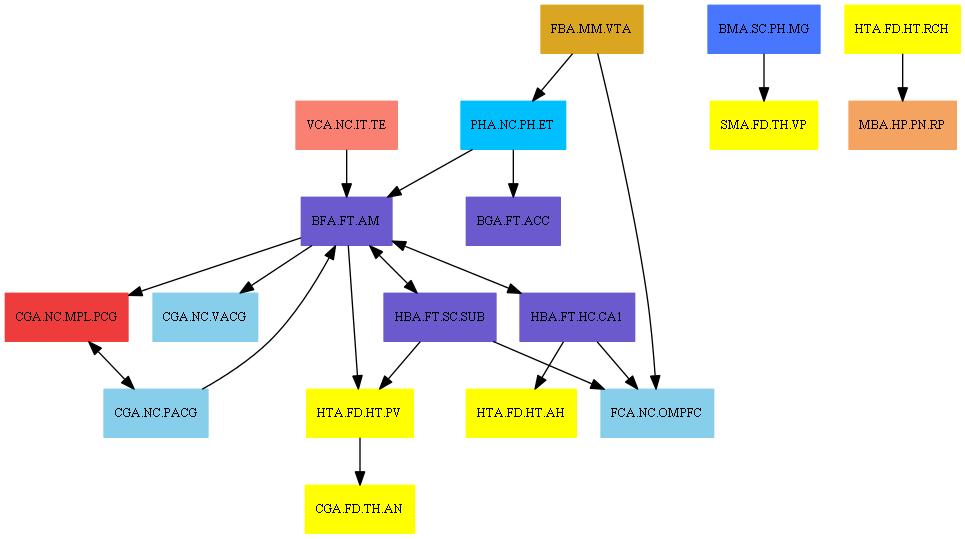 FBA.MM.VTA
BMA.SC.PH.MG
HTA.FD.HT.RCH
VCA.NC.IT.TE
PHA.NC.PH.ET
SMA.FD.TH.VP
MBA.HP.PN.RP
BFA.FT.AM
BGA.FT.ACC
CGA.NC.MPL.PCG
CGA.NC.VACG
HBA.FT.SC.SUB
HBA.FT.HC.CA1
CGA.NC.PACG
HTA.FD.HT.PV
HTA.FD.HT.AH
FCA.NC.OMPFC
CGA.FD.TH.AN